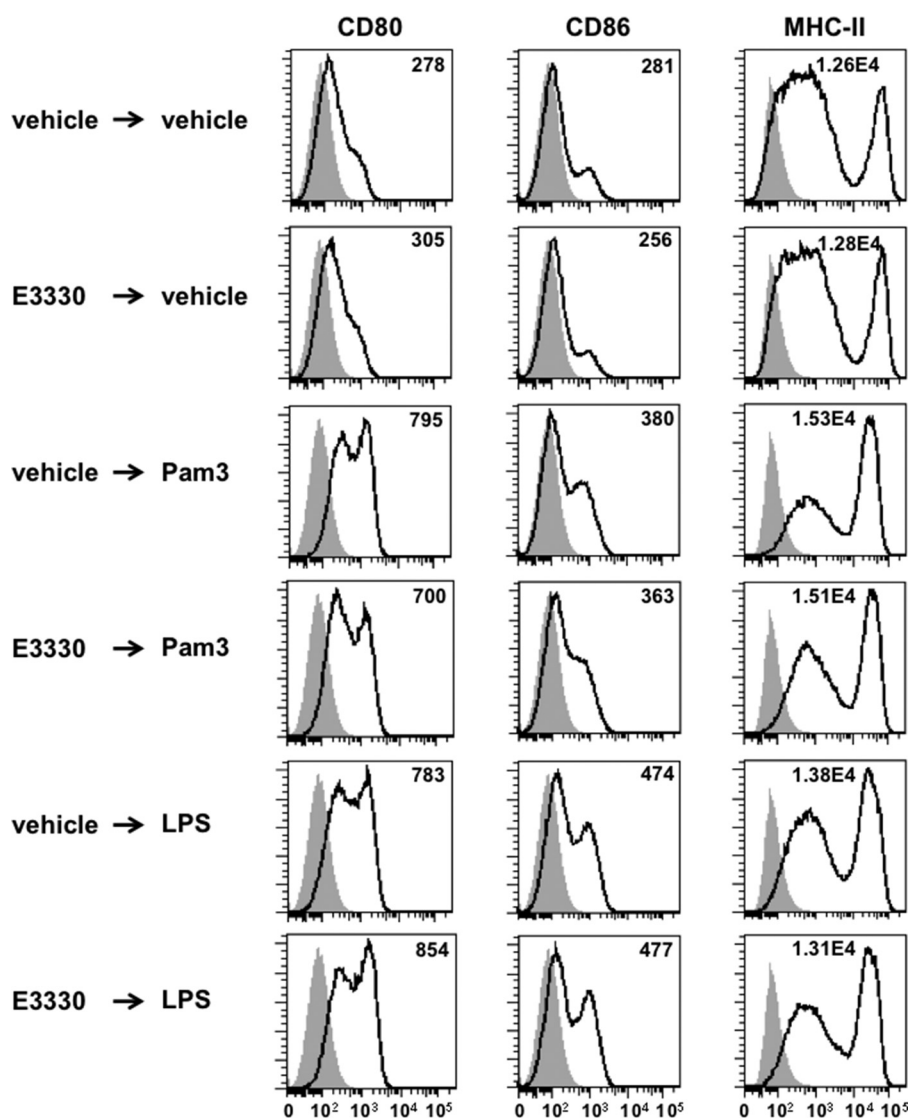 CD80 CD86 MHC-II
vehicle → vehicle 278 281 1.26E4
E3330 → vehicle 305 256 1.28E4
vehicle → Pam3 795 380 1.53E4
E3330 → Pam3 700 363 1.51E4
vehicle → LPS 783 474 1.38E4
E3330 → LPS 854 477 1.31E4
0 10² 10³ 10⁴ 10⁵ 0 10² 10³ 10⁴ 10⁵ 0 10² 10³ 10⁴ 10⁵